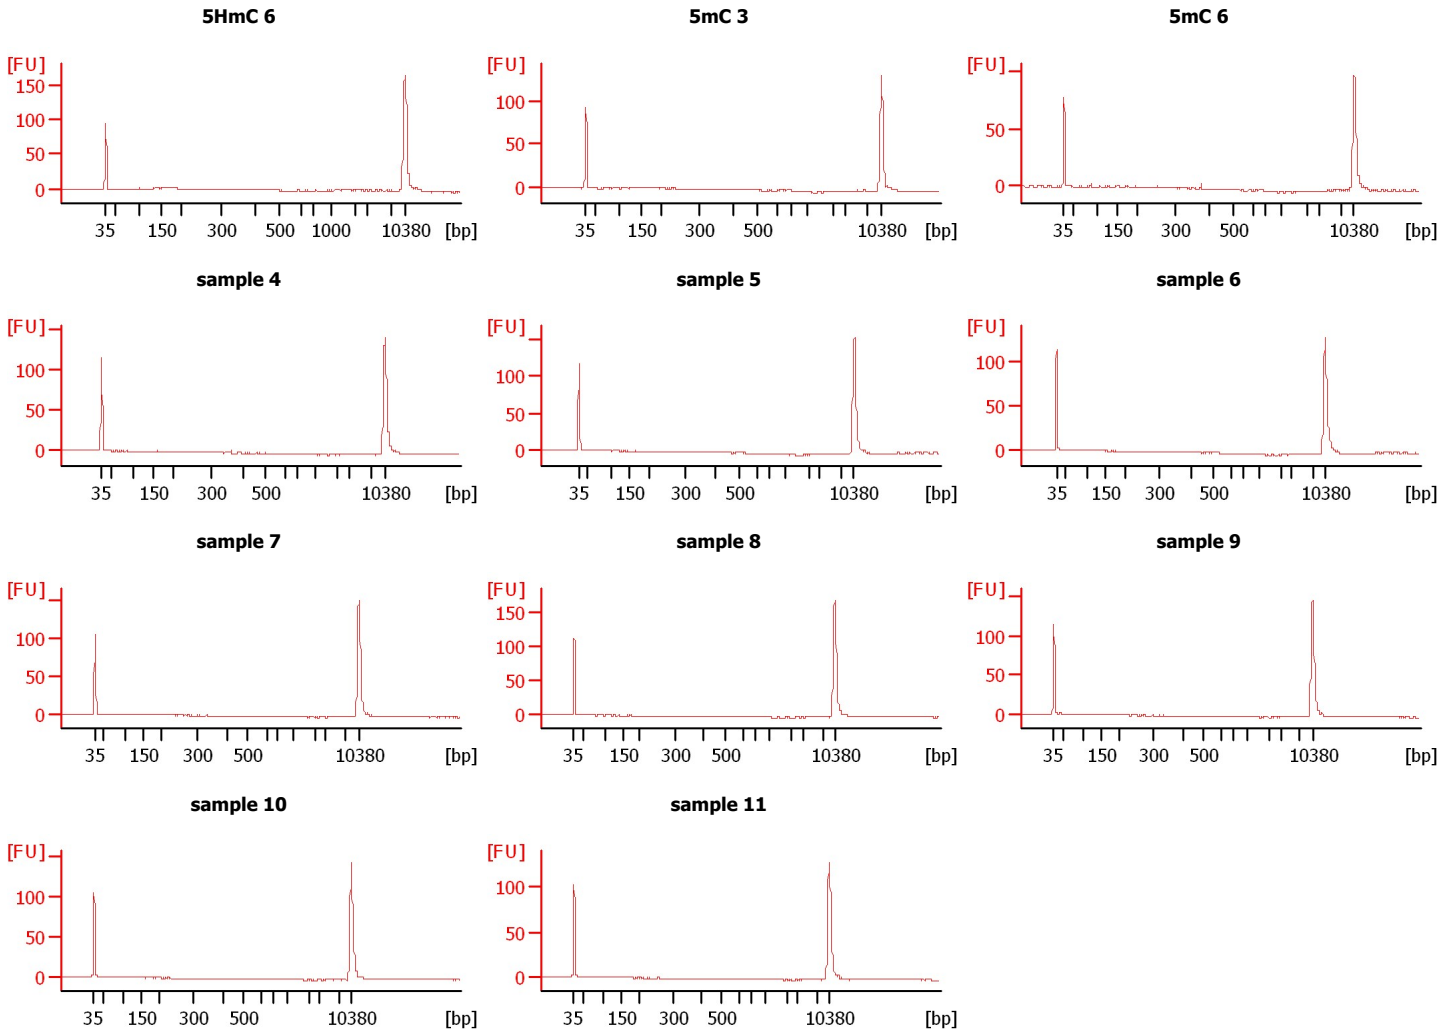 5HmC 6
5mC 3
5mC 6
[FU]
150
100
50
0
35 150 300 500 1000 10380 [bp]
[FU]
100
50
0
35 150 300 500 10380 [bp]
[FU]
50
0
35 150 300 500 10380 [bp]
sample 4
sample 5
sample 6
[FU]
100
50
0
35 150 300 500 10380 [bp]
[FU]
100
50
0
35 150 300 500 10380 [bp]
[FU]
100
50
0
35 150 300 500 10380 [bp]
sample 7
sample 8
sample 9
[FU]
100
50
0
35 150 300 500 10380 [bp]
[FU]
150
100
50
0
35 150 300 500 10380 [bp]
[FU]
100
50
0
35 150 300 500 10380 [bp]
sample 10
sample 11
[FU]
100
50
0
35 150 300 500 10380 [bp]
[FU]
100
50
0
35 150 300 500 10380 [bp]